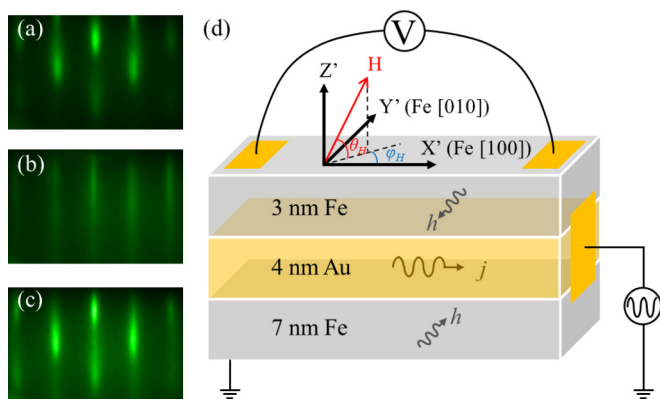 (a)
(b)
(c)
(d)
V
Z'
H
Y' (Fe [010])
θH
φH
X' (Fe [100])
3 nm Fe
h
4 nm Au
j
7 nm Fe
h